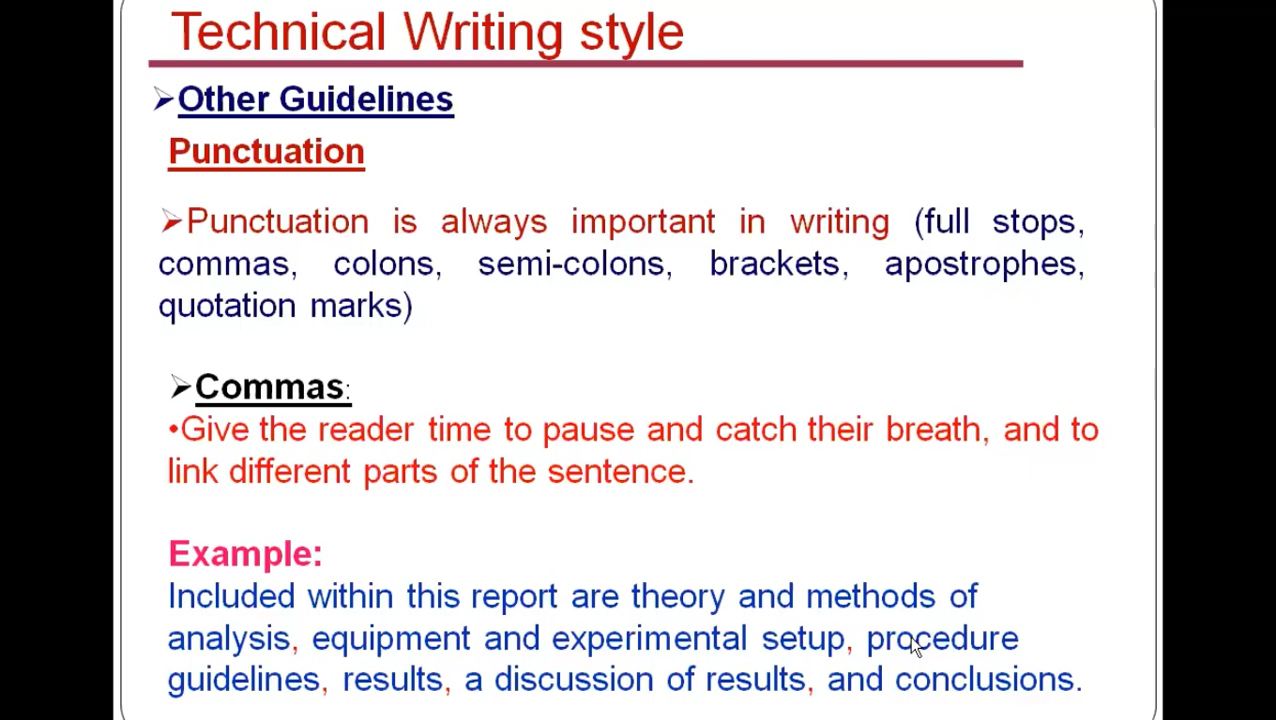 Technical Writing style
➢Other Guidelines
Punctuation
➢Punctuation is always important in writing (full stops,
commas, colons, semi-colons, brackets, apostrophes,
quotation marks)
➢Commas:
•Give the reader time to pause and catch their breath, and to
link different parts of the sentence.
Example:
Included within this report are theory and methods of
analysis, equipment and experimental setup, procedure
guidelines, results, a discussion of results, and conclusions.